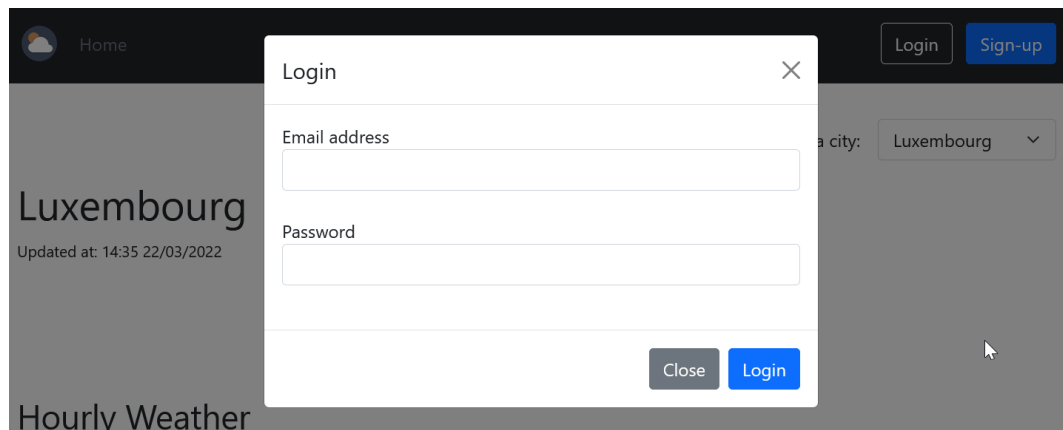 Home
Login
Sign-up
Login
Email address
a city:
Luxembourg
Luxembourg
Updated at: 14:35 22/03/2022
Password
Close
Login
Hourly Weather